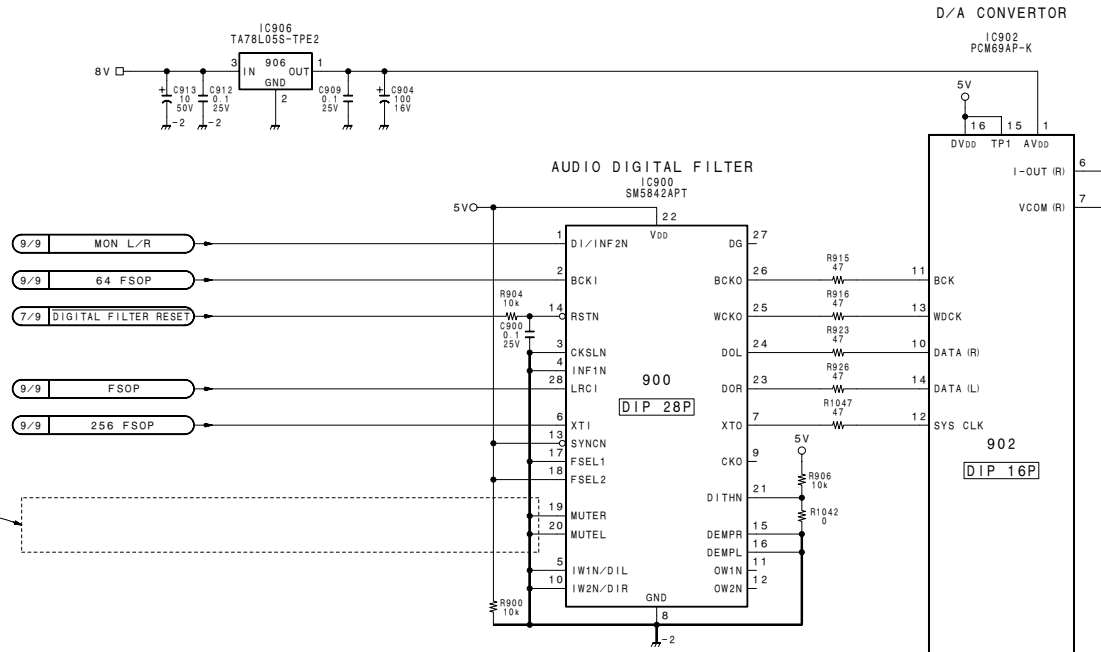 D/A CONVERTOR
IC902
PCM69AP-K
IC906
TA78L05S-TPE2
8V
3 IN 906 OUT 1
GND
2
C913
10
50V
-2
C912
0.1
25V
-2
C909
0.1
25V
C904
100
16V
5V
16 15 1
DVDD TP1 AVDD
I-OUT (R) 6
VCOM (R) 7
AUDIO DIGITAL FILTER
IC900
SM5842APT
5V
22
VDD
9/9 MON L/R
1 DI/INF2N
DG 27
9/9 64 FSOP
2 BCKI
BCKO 26
R915
47
11 BCK
7/9 DIGITAL FILTER RESET
R904
10k
C900
0.1
25V
14 RSTN
WCKO 25
R916
47
13 WDCK
3 CKSLN
DOL 24
R923
47
10 DATA (R)
4 INF1N
9/9 FSOP
28 LRCI
900
DIP 28P
DOR 23
R926
47
14 DATA (L)
9/9 256 FSOP
6 XTI
XTO 7
R1047
47
12 SYS CLK
13 SYNCN
17 FSEL1
18 FSEL2
CKO 9
5V
R906
10k
902
DIP 16P
DITHN 21
R1042
0
19 MUTER
20 MUTEL
DEMPR 15
DEMPL 16
5 IW1N/DIL
OW1N 11
10 IW2N/DIR
OW2N 12
R900
10k
GND
8
-2